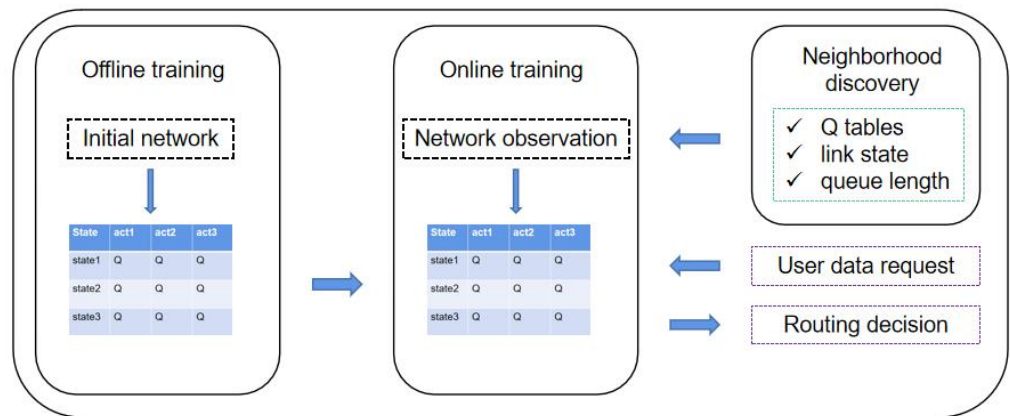 Offline training
Initial network
State act1 act2 act3
state1 Q Q Q
state2 Q Q Q
state3 Q Q Q
Online training
Network observation
State act1 act2 act3
state1 Q Q Q
state2 Q Q Q
state3 Q Q Q
Neighborhood
discovery
✓ Q tables
✓ link state
✓ queue length
User data request
Routing decision